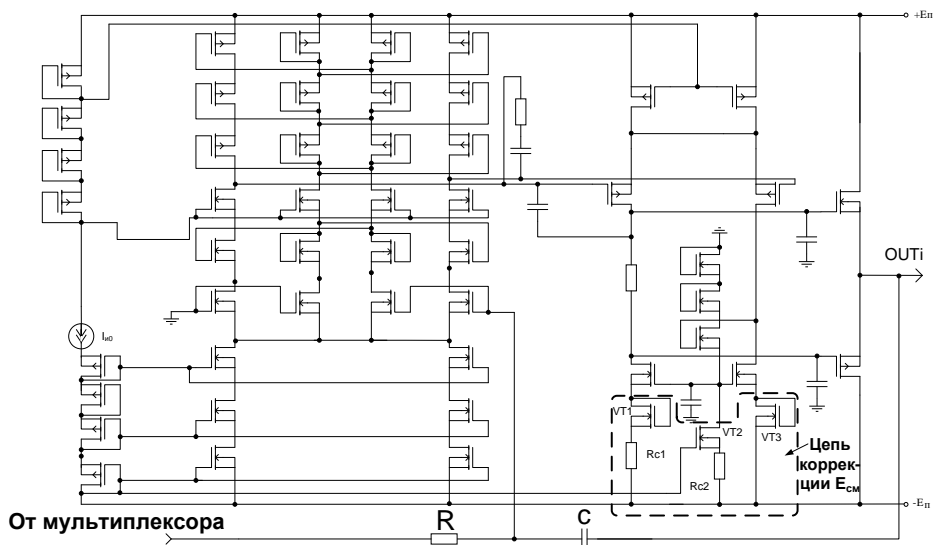 +Eп
OUTi
Iи0
VT1
VT2
VT3
Rc1
Rc2
Цепь
коррек-
ции Eсм
-Eп
От мультиплексора
R
C